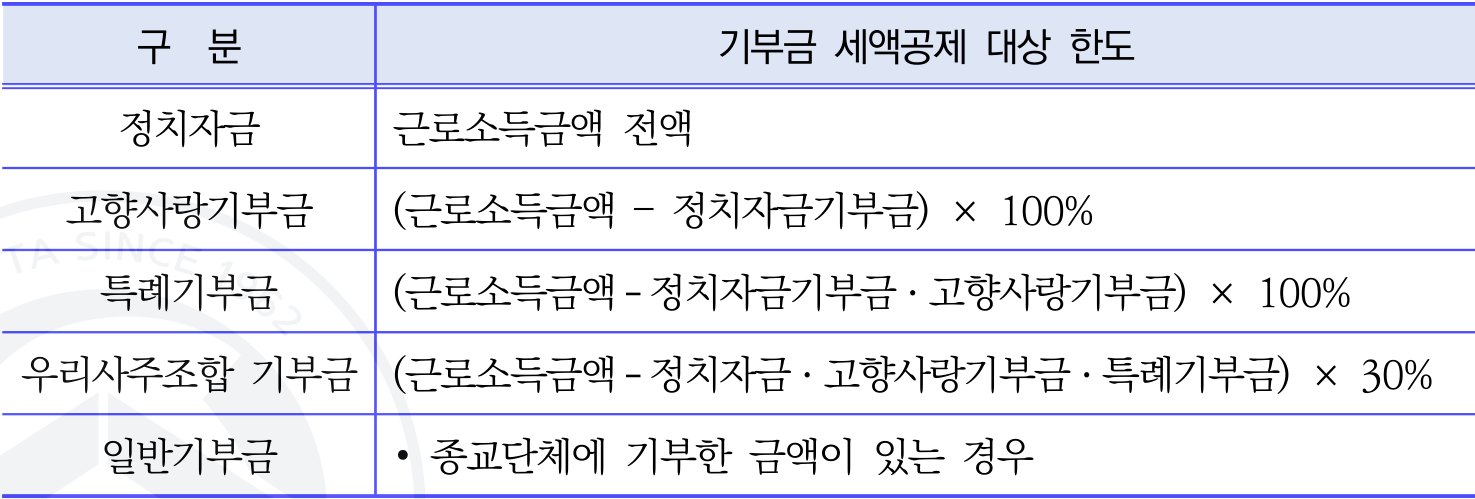 구 분 기부금 세액공제 대상 한도
정치자금 근로소득금액 전액
고향사랑기부금 (근로소득금액 - 정치자금기부금) × 100%
TA SINCE 1962
특례기부금 (근로소득금액 - 정치자금기부금 · 고향사랑기부금) × 100%
우리사주조합 기부금 (근로소득금액 - 정치자금 · 고향사랑기부금 · 특례기부금) × 30%
일반기부금 • 종교단체에 기부한 금액이 있는 경우